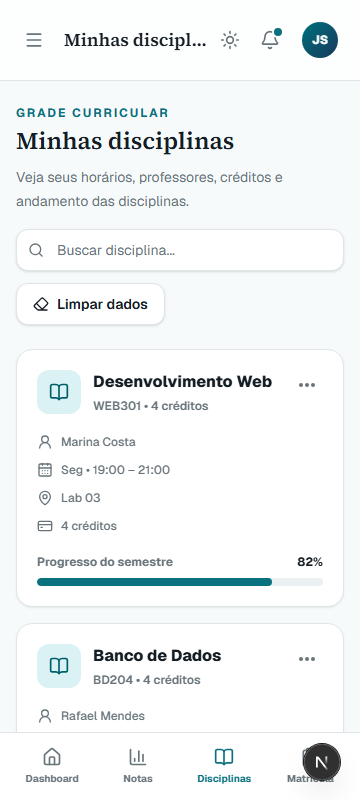 Minhas discipl...
JS
GRADE CURRICULAR
Minhas disciplinas
Veja seus horários, professores, créditos e
andamento das disciplinas.
Buscar disciplina...
Limpar dados
Desenvolvimento Web
WEB301 • 4 créditos
Marina Costa
Seg • 19:00 – 21:00
Lab 03
4 créditos
Progresso do semestre 82%
Banco de Dados
BD204 • 4 créditos
Rafael Mendes
N
Dashboard Notas Disciplinas